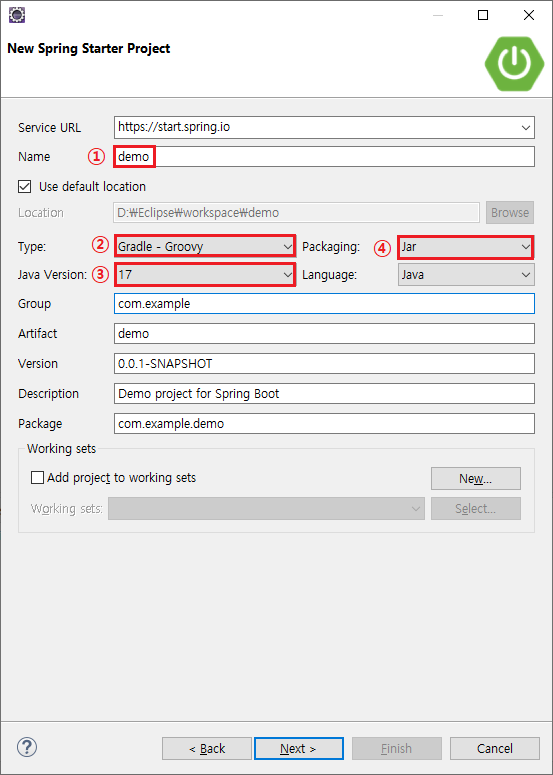 New Spring Starter Project
Service URL https://start.spring.io
Name ① demo
Use default location
Location D:₩Eclipse₩workspace₩demo Browse
Type: ② Gradle - Groovy Packaging: ④ Jar
Java Version: ③ 17 Language: Java
Group com.example
Artifact demo
Version 0.0.1-SNAPSHOT
Description Demo project for Spring Boot
Package com.example.demo
Working sets
Add project to working sets New...
Working sets: Select...
? < Back Next > Finish Cancel